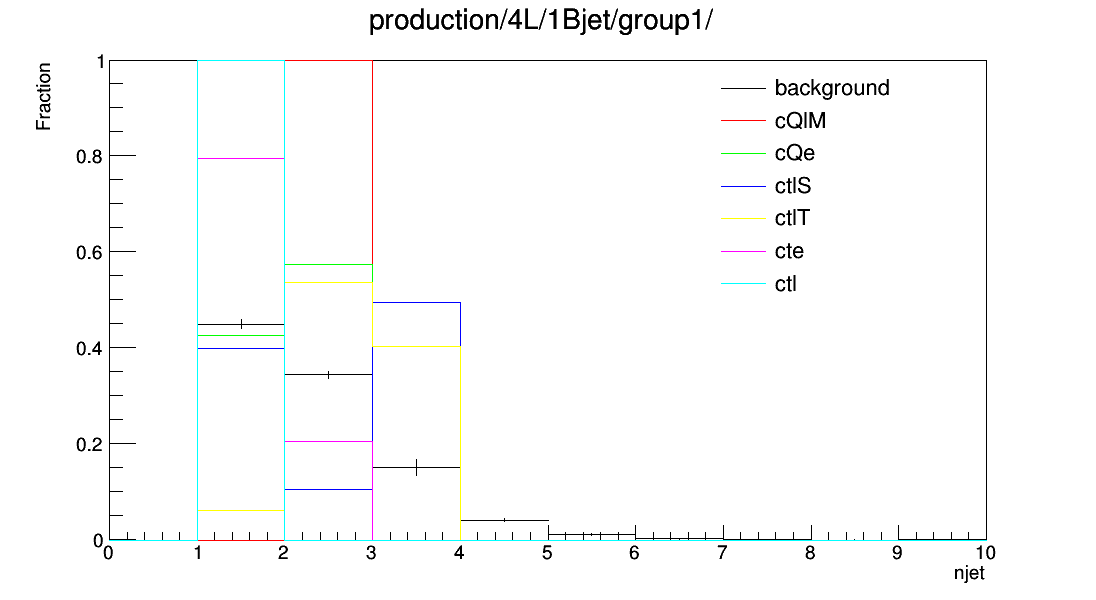 production/4L/1Bjet/group1/
Fraction
1
0.8
0.6
0.4
0.2
0
0 1 2 3 4 5 6 7 8 9 10
njet
background
cQlM
cQe
ctlS
ctlT
cte
ctl